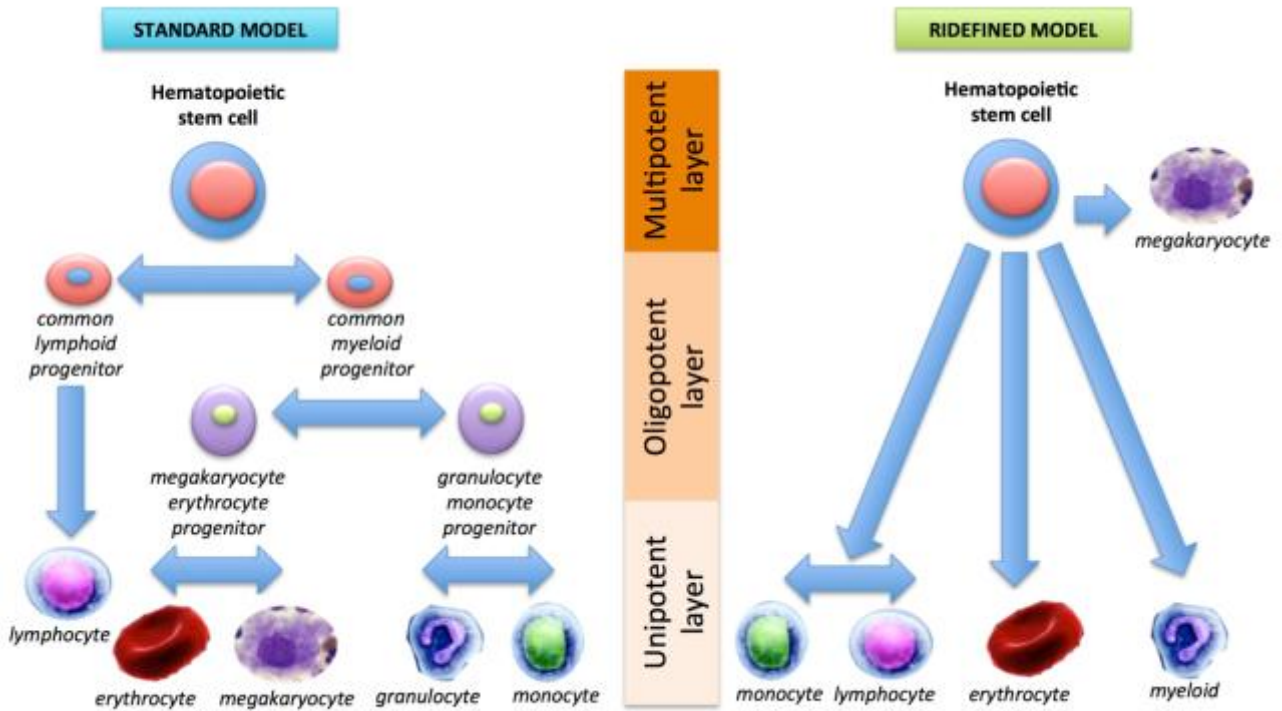 STANDARD MODEL
Hematopoietic
stem cell
common
lymphoid
progenitor
common
myeloid
progenitor
megakaryocyte
erythrocyte
progenitor
granulocyte
monocyte
progenitor
lymphocyte
erythrocyte
megakaryocyte
granulocyte
monocyte
Multipotent
layer
Oligopotent
layer
Unipotent
layer
RIDEFINED MODEL
Hematopoietic
stem cell
megakaryocyte
monocyte
lymphocyte
erythrocyte
myeloid